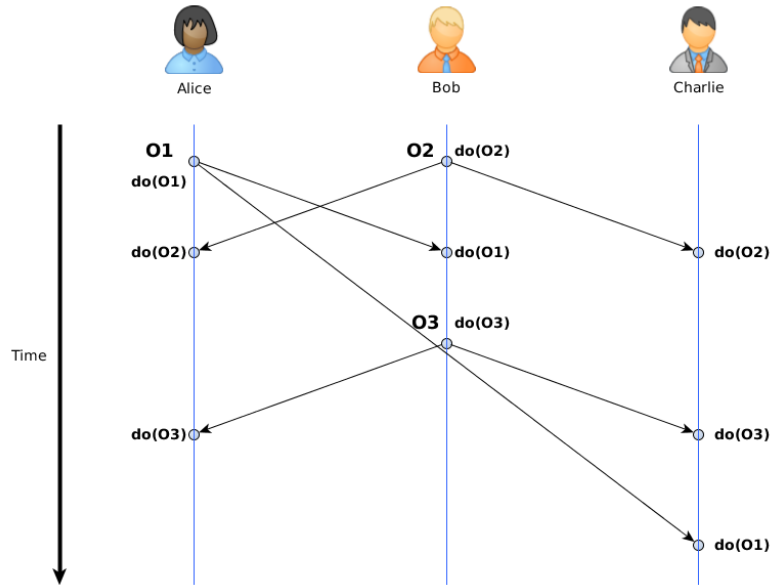 Alice
Bob
Charlie
O1
O2
do(O2)
do(O1)
do(O2)
do(O1)
do(O2)
O3
do(O3)
Time
do(O3)
do(O3)
do(O1)